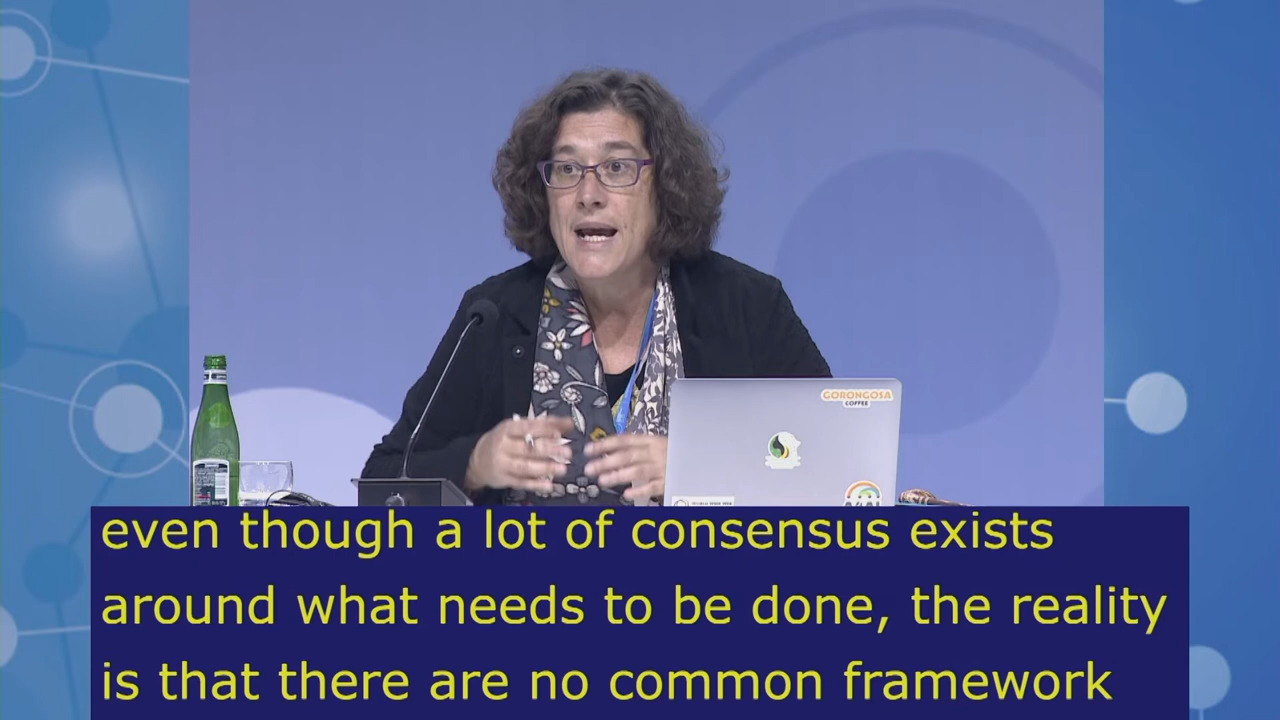 GORONGOSA
COFFEE
even though a lot of consensus exists
around what needs to be done, the reality
is that there are no common framework